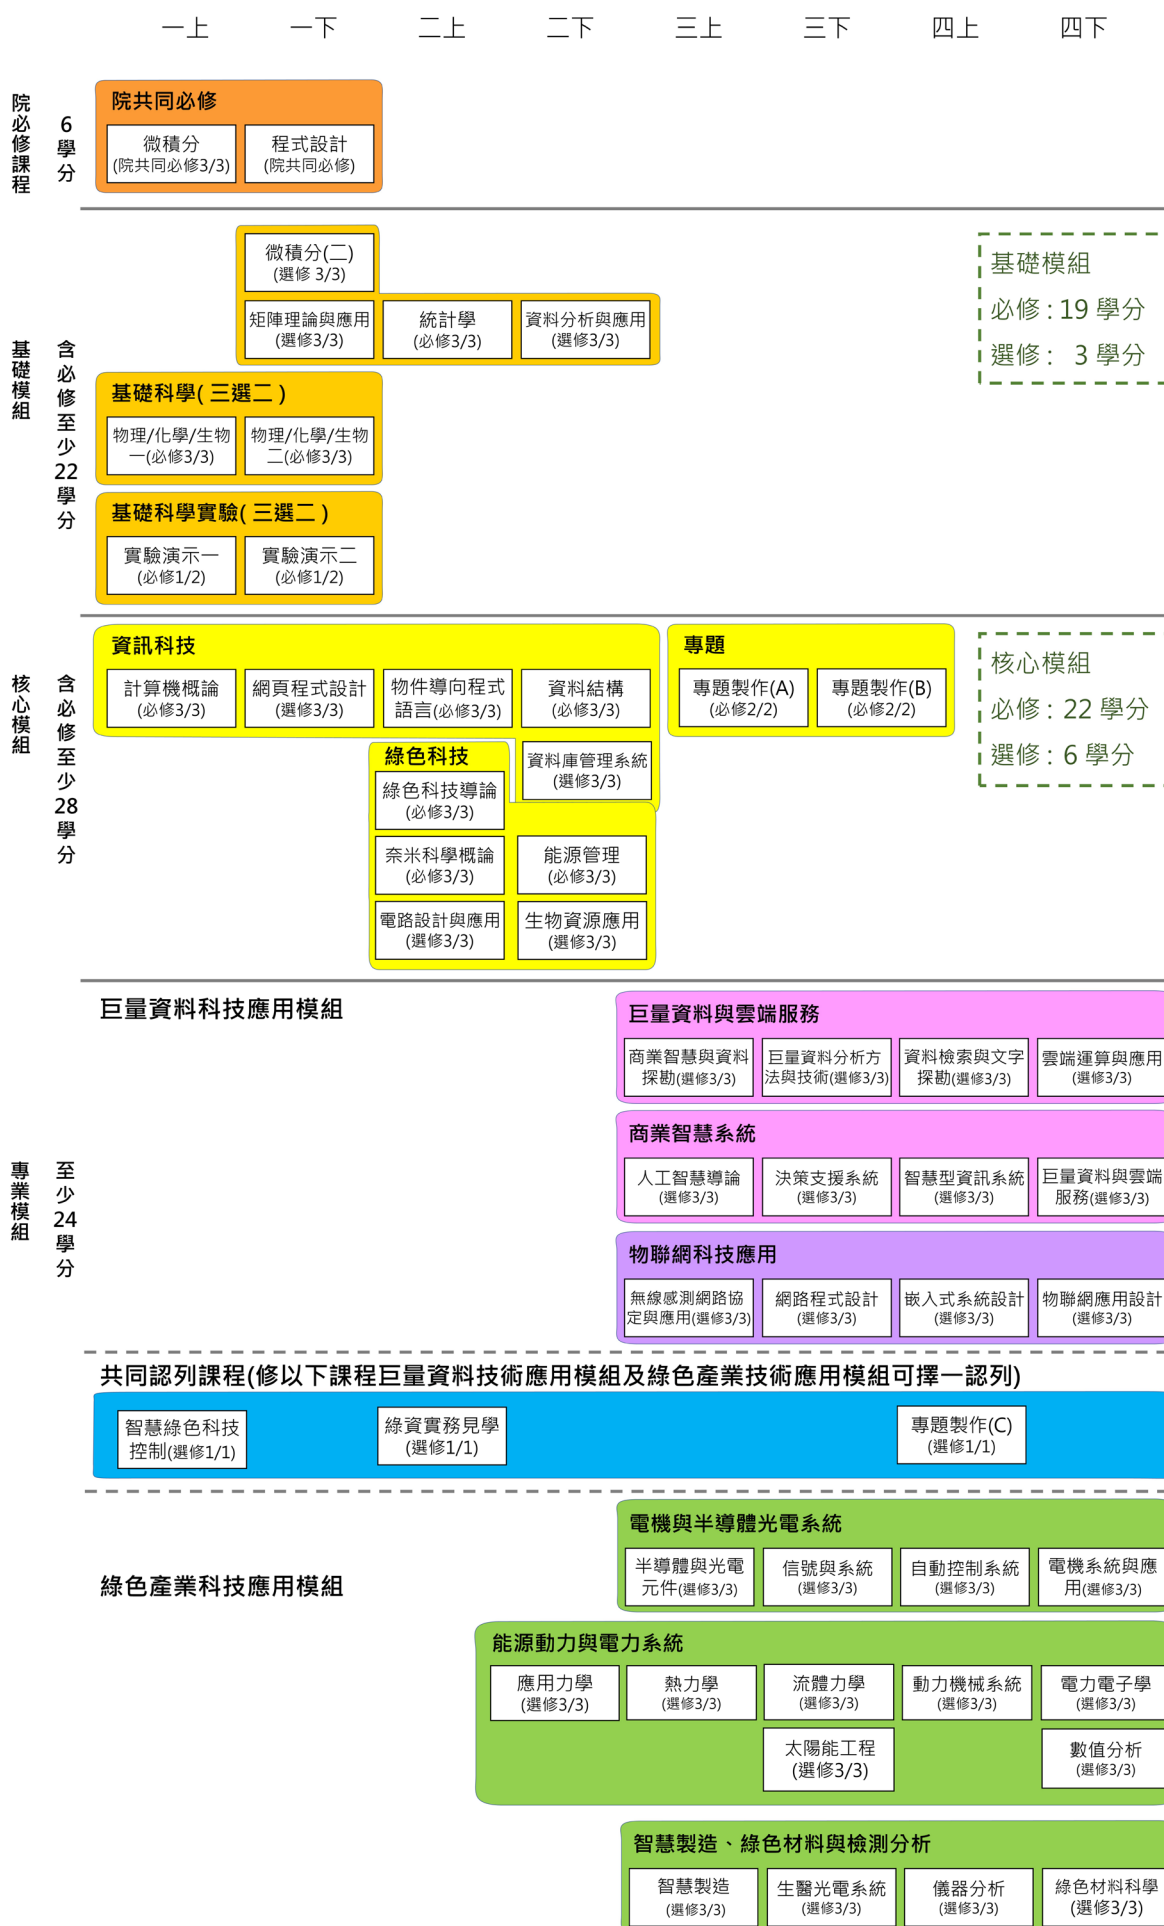 一上
一下
二上
二下
三上
三下
四上
四下
院必修課程
6學分
院共同必修
微積分
(院共同必修3/3)
程式設計
(院共同必修)
基礎模組
含必修至少22學分
微積分(二)
(選修 3/3)
矩陣理論與應用
(選修3/3)
統計學
(必修3/3)
資料分析與應用
(選修3/3)
基礎模組
必修 : 19 學分
選修 : 3 學分
基礎科學( 三選二 )
物理/化學/生物
一(必修3/3)
物理/化學/生物
二(必修3/3)
基礎科學實驗( 三選二 )
實驗演示一
(必修1/2)
實驗演示二
(必修1/2)
核心模組
含必修至少28學分
資訊科技
計算機概論
(必修3/3)
網頁程式設計
(選修3/3)
物件導向程式
語言(必修3/3)
資料結構
(必修3/3)
資料庫管理系統
(選修3/3)
專題
專題製作(A)
(必修2/2)
專題製作(B)
(必修2/2)
核心模組
必修 : 22 學分
選修 : 6 學分
綠色科技
綠色科技導論
(必修3/3)
奈米科學概論
(必修3/3)
能源管理
(必修3/3)
電路設計與應用
(選修3/3)
生物資源應用
(選修3/3)
專業模組
至少24學分
巨量資料科技應用模組
巨量資料與雲端服務
商業智慧與資料
探勘(選修3/3)
巨量資料分析方
法與技術(選修3/3)
資料檢索與文字
探勘(選修3/3)
雲端運算與應用
(選修3/3)
商業智慧系統
人工智慧導論
(選修3/3)
決策支援系統
(選修3/3)
智慧型資訊系統
(選修3/3)
巨量資料與雲端
服務(選修3/3)
物聯網科技應用
無線感測網路協
定與應用(選修3/3)
網路程式設計
(選修3/3)
嵌入式系統設計
(選修3/3)
物聯網應用設計
(選修3/3)
共同認列課程(修以下課程巨量資料技術應用模組及綠色產業技術應用模組可擇一認列)
智慧綠色科技
控制(選修1/1)
綠資實務見學
(選修1/1)
專題製作(C)
(選修1/1)
綠色產業科技應用模組
電機與半導體光電系統
半導體與光電
元件(選修3/3)
信號與系統
(選修3/3)
自動控制系統
(選修3/3)
電機系統與應
用(選修3/3)
能源動力與電力系統
應用力學
(選修3/3)
熱力學
(選修3/3)
流體力學
(選修3/3)
動力機械系統
(選修3/3)
電力電子學
(選修3/3)
太陽能工程
(選修3/3)
數值分析
(選修3/3)
智慧製造、綠色材料與檢測分析
智慧製造
(選修3/3)
生醫光電系統
(選修3/3)
儀器分析
(選修3/3)
綠色材料科學
(選修3/3)